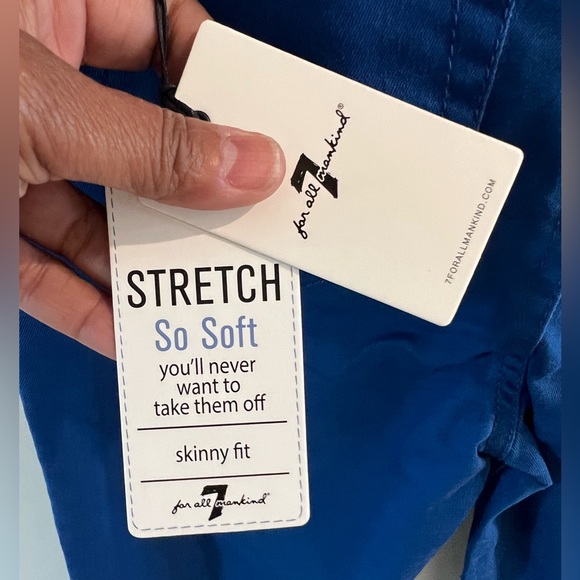 for all 7 mankind®
7FORALLMANKIND.COM
STRETCH
So Soft
you'll never
want to
take them off
skinny fit
for all 7 mankind®